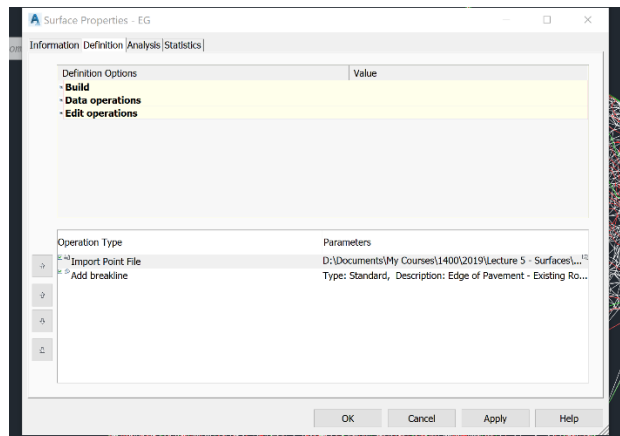 Surface Properties - EG
Information Definition Analysis Statistics
Definition Options Value
Build
Data operations
Edit operations
Operation Type Parameters
Import Point File D:\Documents\My Courses\1400\2019\Lecture 5 - Surfaces\...
Add breakline Type: Standard, Description: Edge of Pavement - Existing Ro...
OK Cancel Apply Help